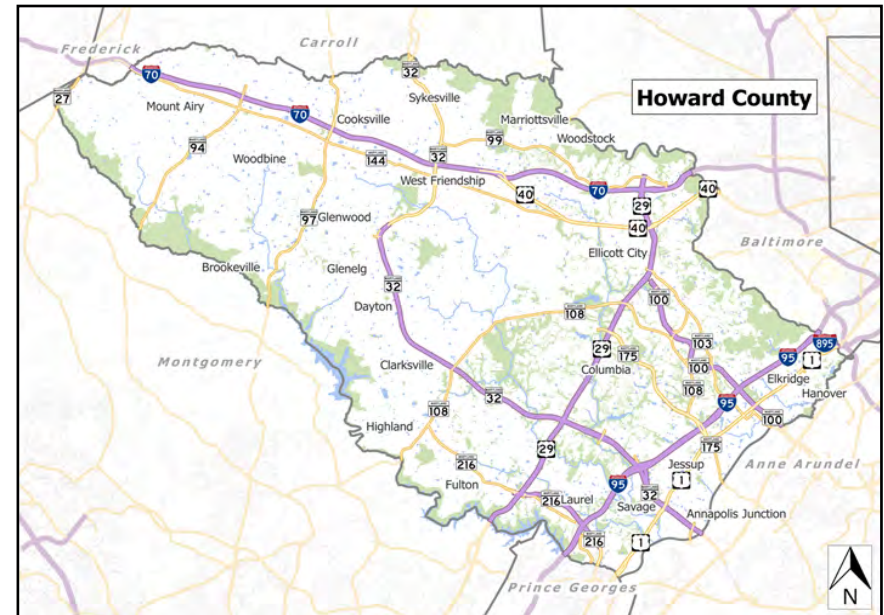 Frederick
Carroll
Howard County
70
32
27
Mount Airy
70
Sykesville
Cooksville
Marriottsville
94
99
Woodstock
Woodbine
144
32
West Friendship
70
40
29
40
97
Glenwood
40
Baltimore
Brookeville
Glenelg
Ellicott City
32
100
Dayton
108
103
895
Montgomery
Clarksville
29
175
95
1
Columbia
100
Elkridge
32
108
Hanover
108
95
100
Highland
175
29
216
Jessup
Anne Arundel
Fulton
95
1
216
Laurel
32
Savage
Annapolis Junction
216
1
Prince Georges
N